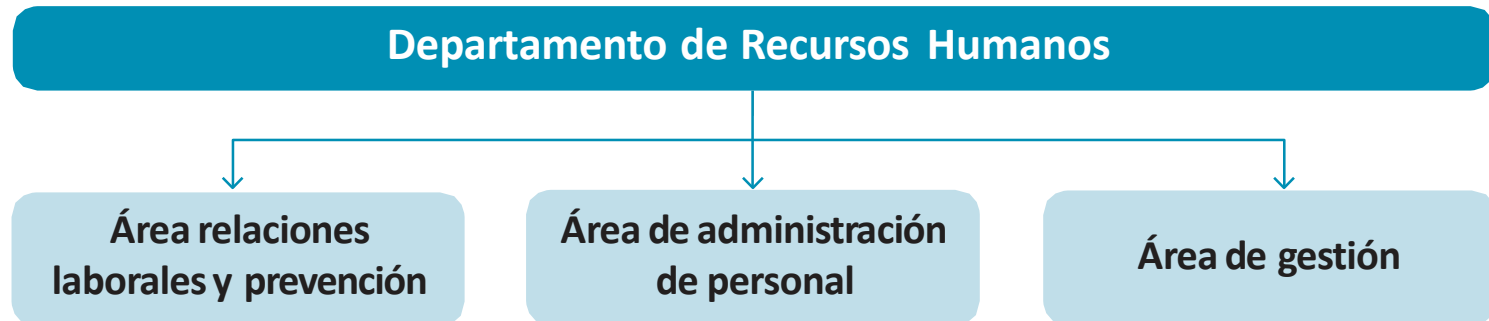 Departamento de Recursos Humanos
Área relaciones
laborales y prevención
Área de administración
de personal
Área de gestión